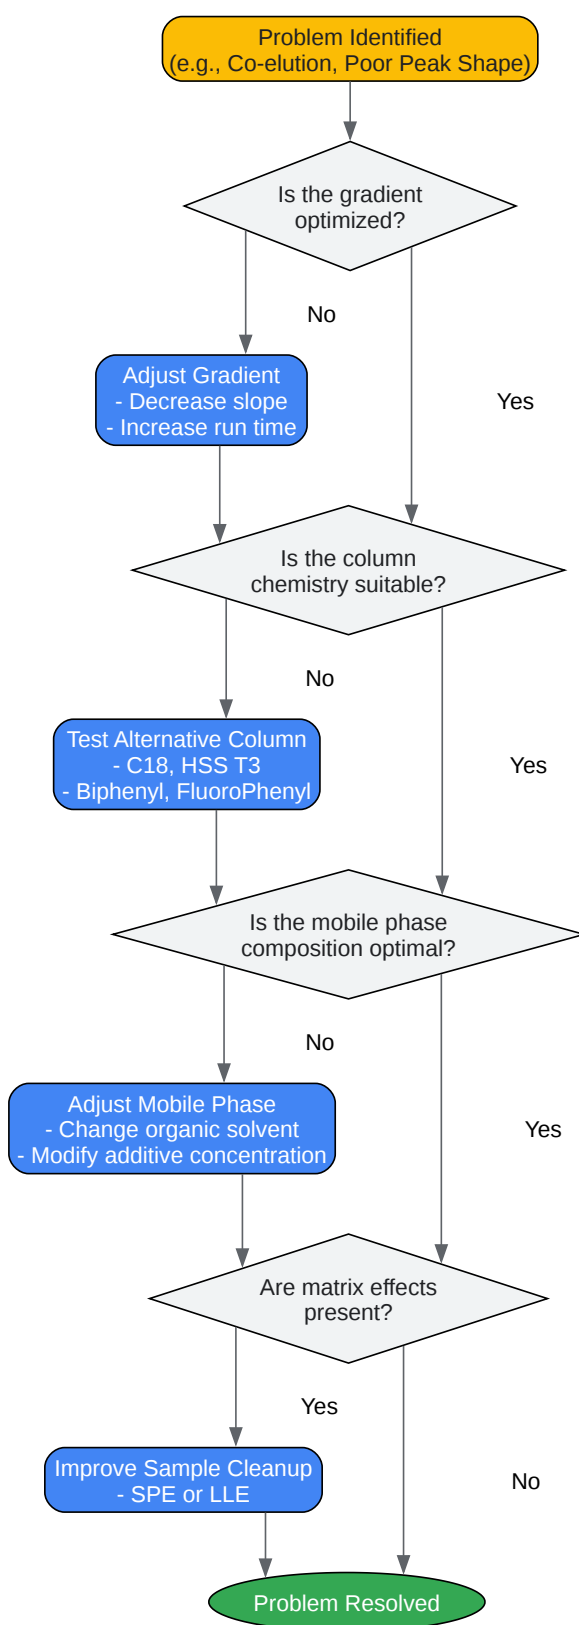 Problem Identified
(e.g., Co-elution, Poor Peak Shape)
Is the gradient
optimized?
No
Adjust Gradient
- Decrease slope
- Increase run time
Yes
Is the column
chemistry suitable?
No
Test Alternative Column
- C18, HSS T3
- Biphenyl, FluoroPhenyl
Yes
Is the mobile phase
composition optimal?
No
Adjust Mobile Phase
- Change organic solvent
- Modify additive concentration
Yes
Are matrix effects
present?
Yes
Improve Sample Cleanup
- SPE or LLE
No
Problem Resolved